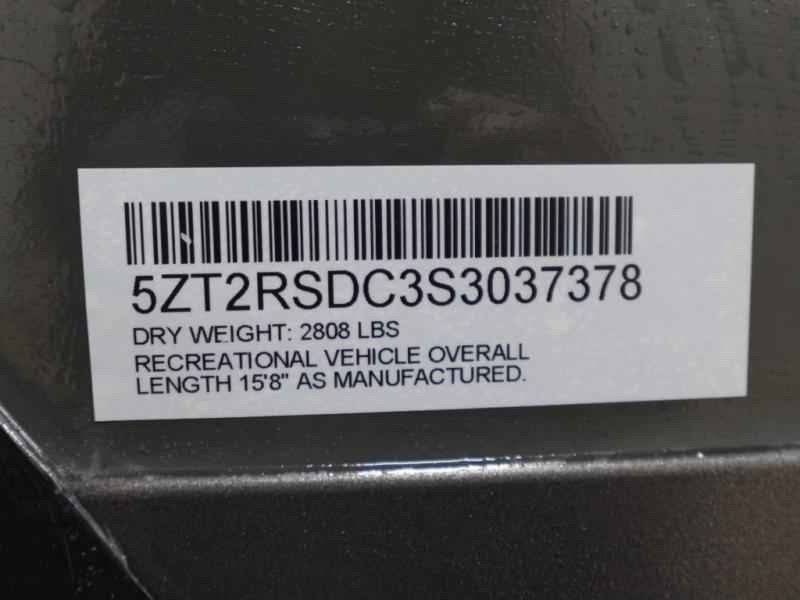 5ZT2RSDC3S3037378
DRY WEIGHT: 2808 LBS
RECREATIONAL VEHICLE OVERALL
LENGTH 15'8" AS MANUFACTURED.